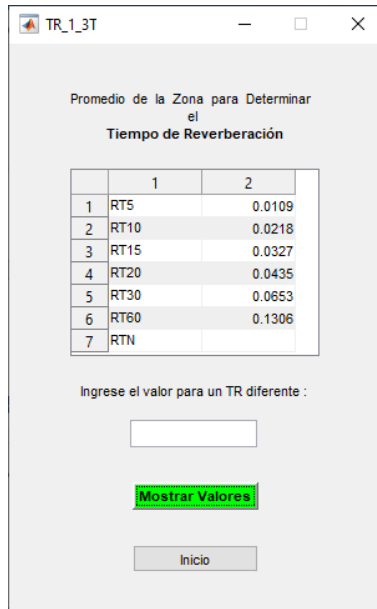 TR_1_3T
Promedio de la Zona para Determinar
el
Tiempo de Reverberación
1 2
1 RT5 0.0109
2 RT10 0.0218
3 RT15 0.0327
4 RT20 0.0435
5 RT30 0.0653
6 RT60 0.1306
7 RTN
Ingrese el valor para un TR diferente :
Mostrar Valores
Inicio